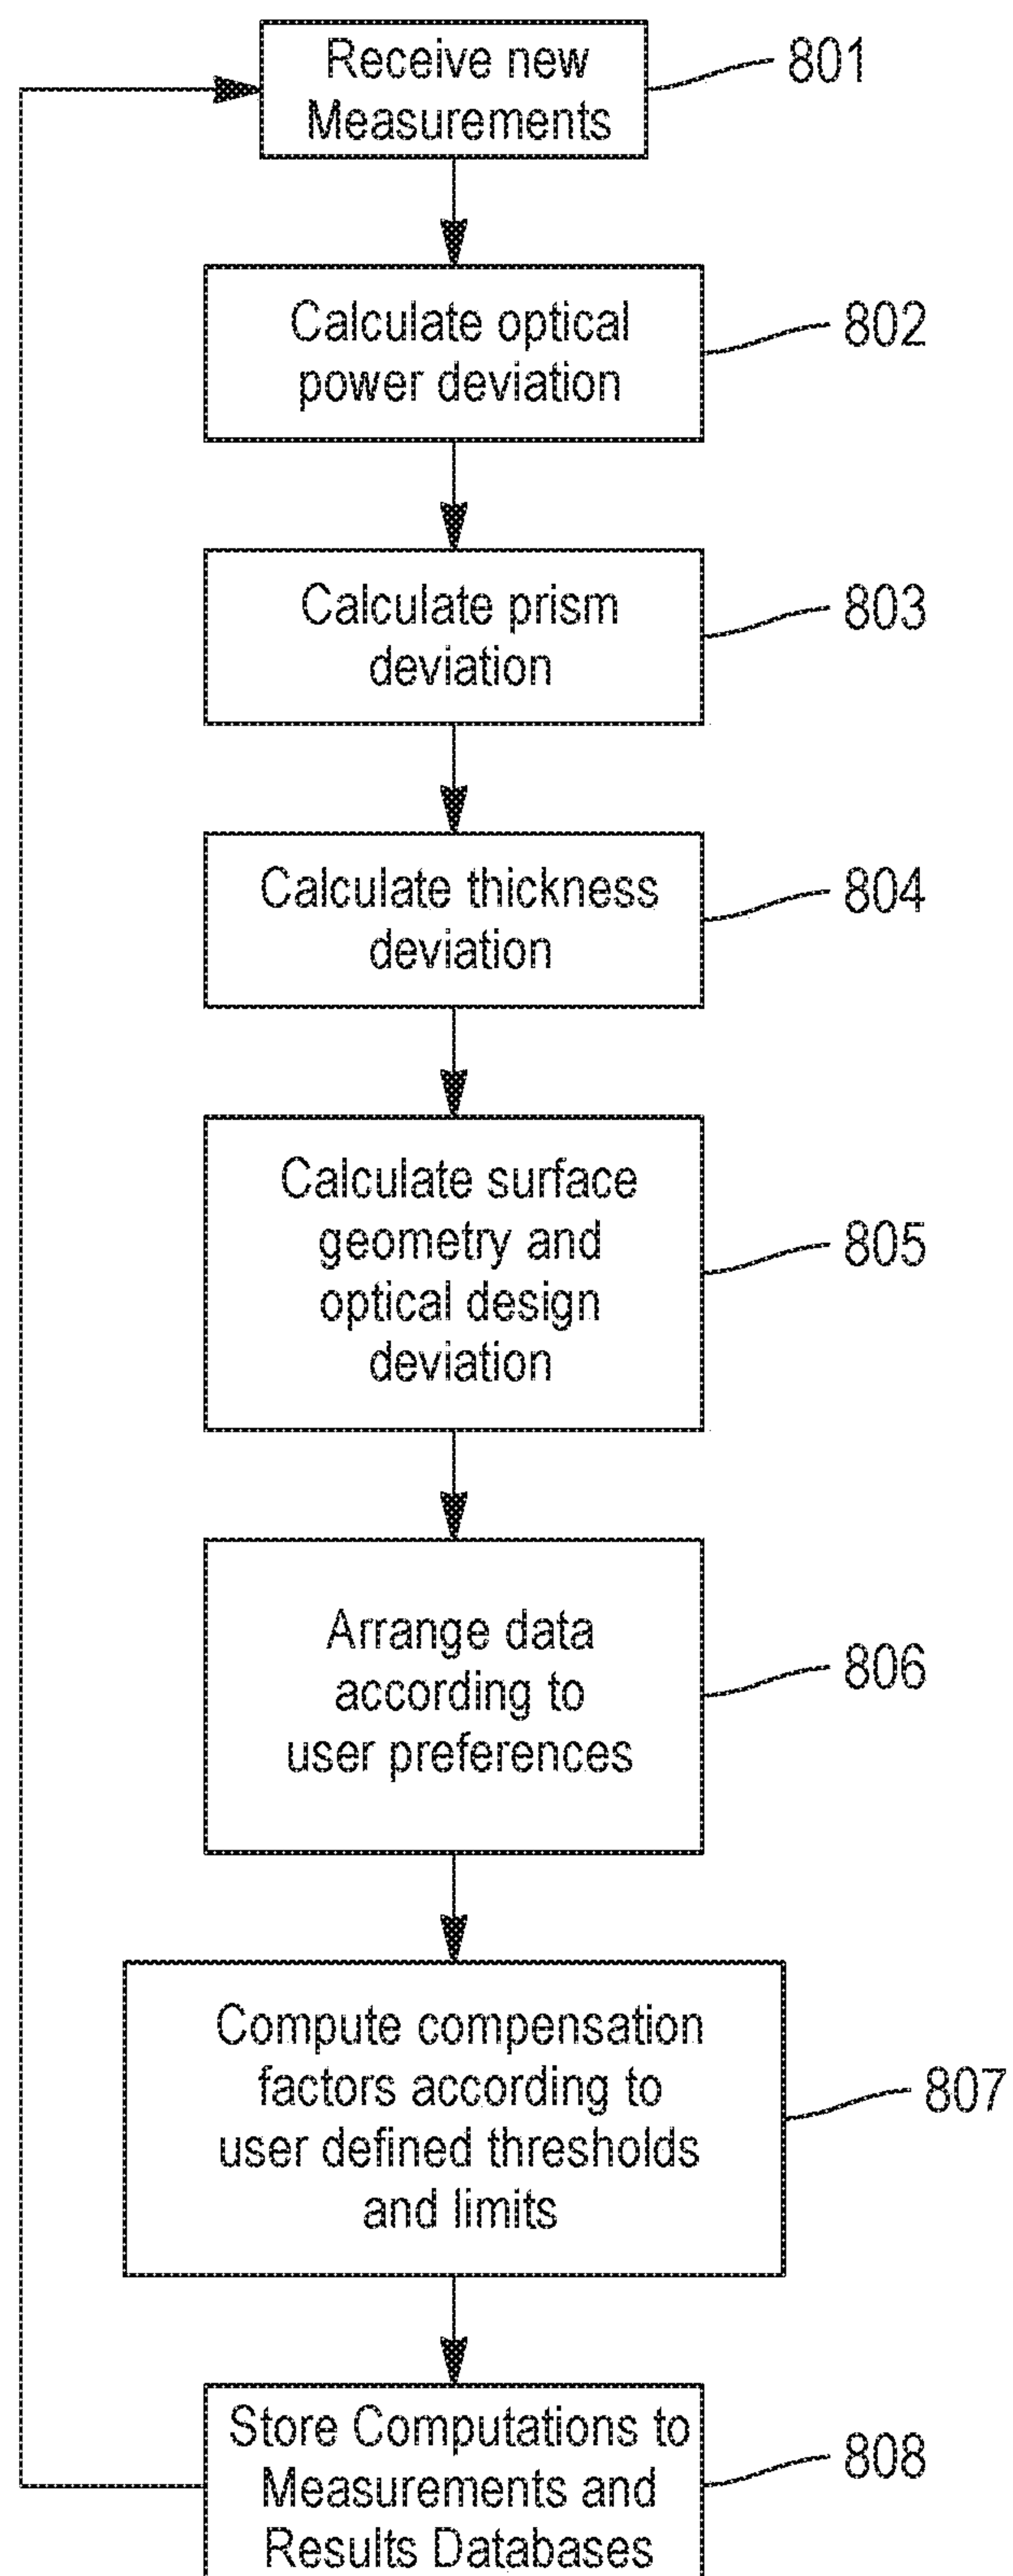 Receive new
Measurements
801
Calculate optical
power deviation
802
Calculate prism
deviation
803
Calculate thickness
deviation
804
Calculate surface
geometry and
optical design
deviation
805
Arrange data
according to
user preferences
806
Compute compensation
factors according to
user defined thresholds
and limits
807
Store Computations to
Measurements and
Results Databases
808